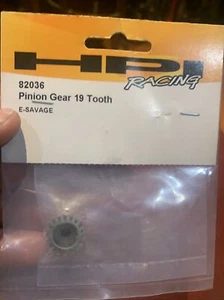 HPI
RACING
82036
Pinion Gear 19 Tooth
E-SAVAGE